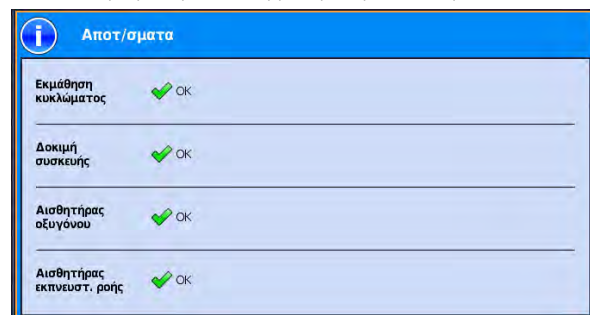 Αποτ/σματα
Εκμάθηση
κυκλώματος
OK
Δοκιμή
συσκευής
OK
Αισθητήρας
οξυγόνου
OK
Αισθητήρας
εκπνευστ. ροής
OK